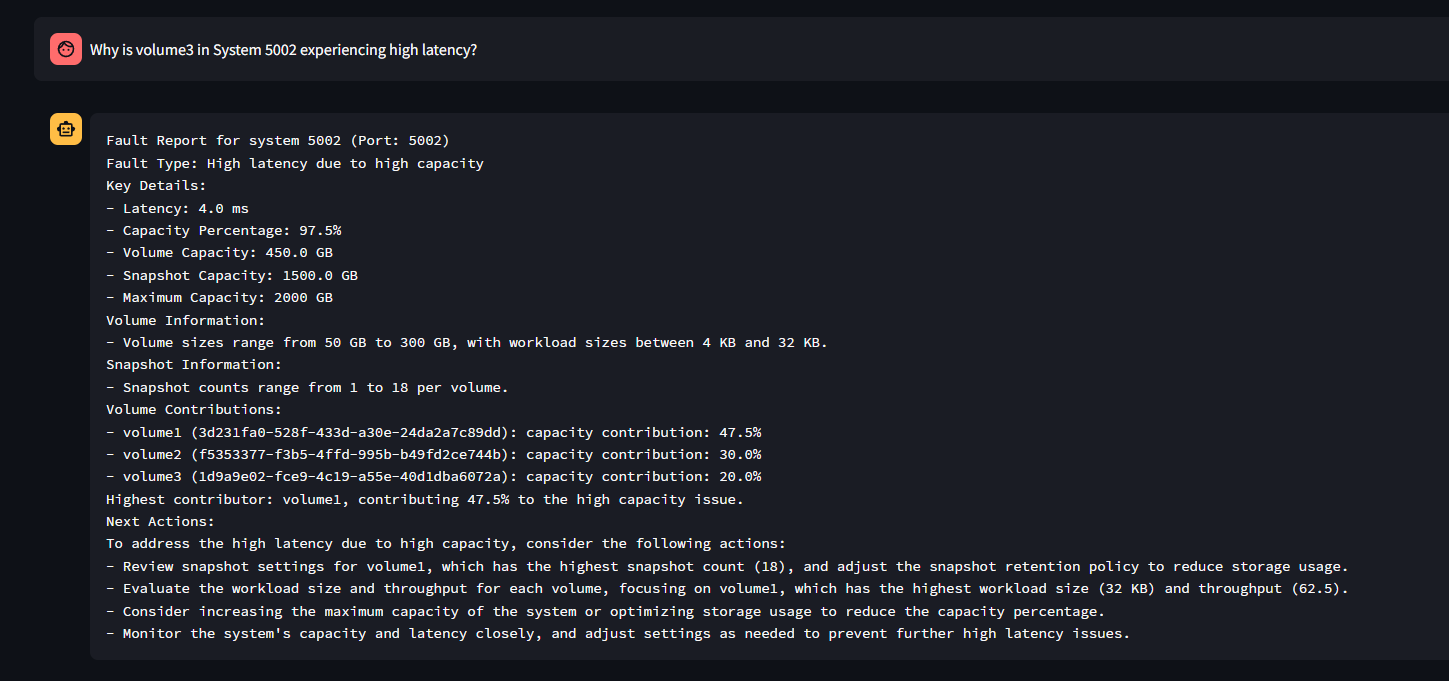 Why is volume3 in System 5002 experiencing high latency?
Fault Report for system 5002 (Port: 5002)
Fault Type: High latency due to high capacity
Key Details:
- Latency: 4.0 ms
- Capacity Percentage: 97.5%
- Volume Capacity: 450.0 GB
- Snapshot Capacity: 1500.0 GB
- Maximum Capacity: 2000 GB
Volume Information:
- Volume sizes range from 50 GB to 300 GB, with workload sizes between 4 KB and 32 KB.
Snapshot Information:
- Snapshot counts range from 1 to 18 per volume.
Volume Contributions:
- volume1 (3d231fa0-528f-433d-a30e-24da2a7c89dd): capacity contribution: 47.5%
- volume2 (f5353377-f3b5-4ffd-995b-b49fd2ce744b): capacity contribution: 30.0%
- volume3 (1d9a9e02-fce9-4c19-a55e-40d1dba6072a): capacity contribution: 20.0%
Highest contributor: volume1, contributing 47.5% to the high capacity issue.
Next Actions:
To address the high latency due to high capacity, consider the following actions:
- Review snapshot settings for volume1, which has the highest snapshot count (18), and adjust the snapshot retention policy to reduce storage usage.
- Evaluate the workload size and throughput for each volume, focusing on volume1, which has the highest workload size (32 KB) and throughput (62.5).
- Consider increasing the maximum capacity of the system or optimizing storage usage to reduce the capacity percentage.
- Monitor the system's capacity and latency closely, and adjust settings as needed to prevent further high latency issues.